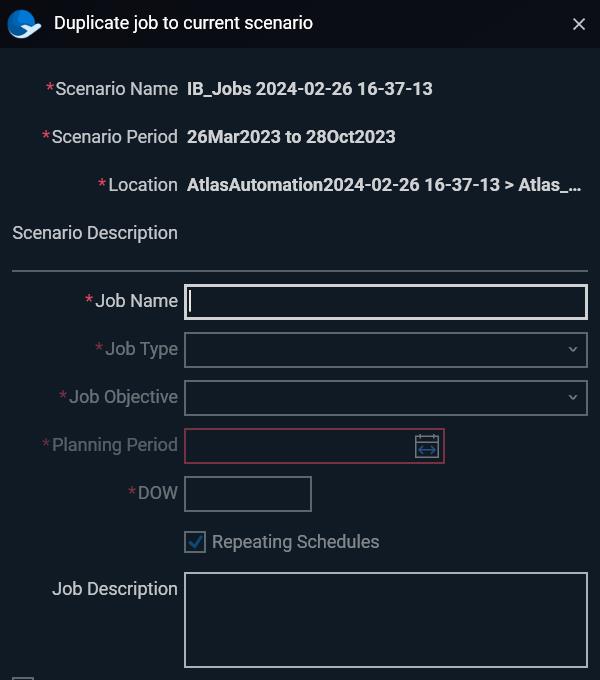 Duplicate job to current scenario
*Scenario Name IB_Jobs 2024-02-26 16-37-13
*Scenario Period 26Mar2023 to 28Oct2023
*Location AtlasAutomation2024-02-26 16-37-13 > Atlas_...
Scenario Description
*Job Name
*Job Type
*Job Objective
*Planning Period
*DOW
Repeating Schedules
Job Description